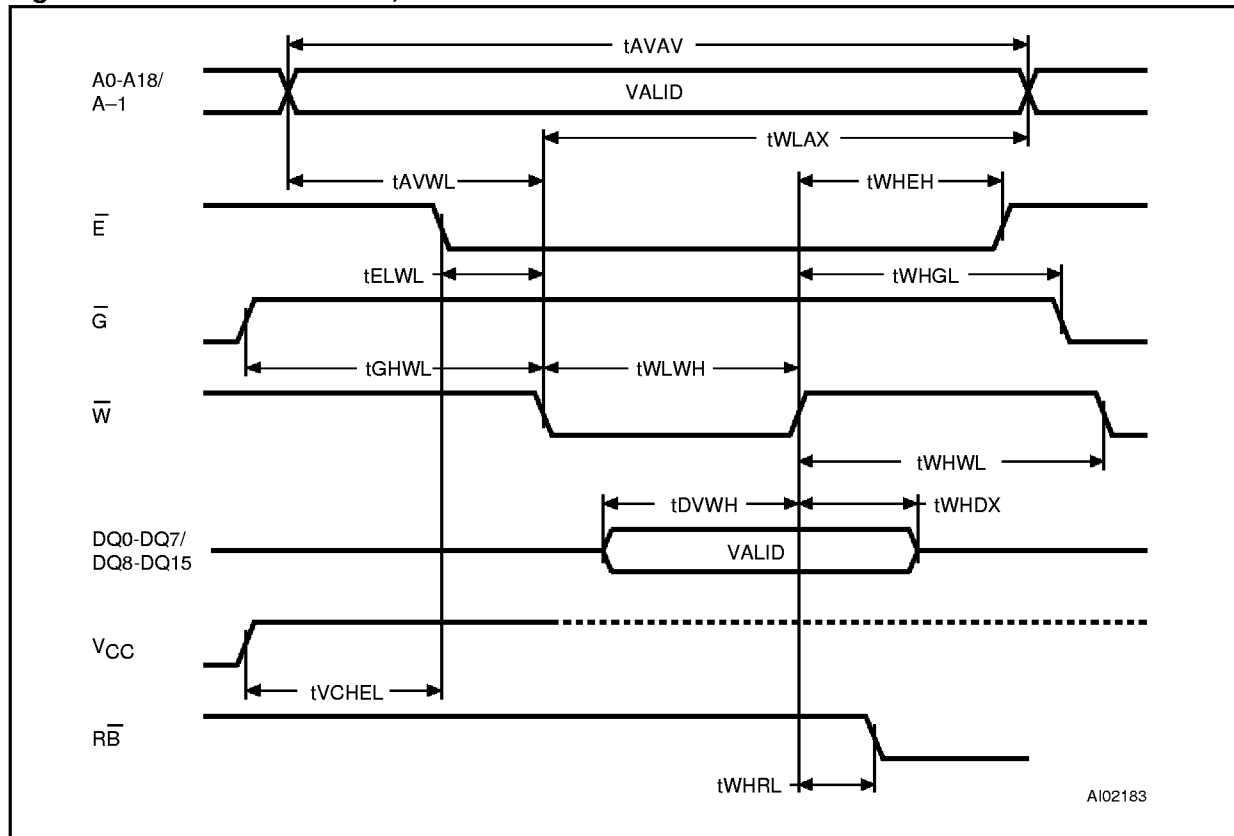 tAVAV
A0-A18/
A–1
VALID
tWLAX
tAVWL
tWHEH
E̅
tELWL
tWHGL
G̅
tGHWL
tWLWH
W̅
tWHWL
tDVWH
tWHDX
DQ0-DQ7/
DQ8-DQ15
VALID
VCC
tVCHEL
RB̅
tWHRL
AI02183